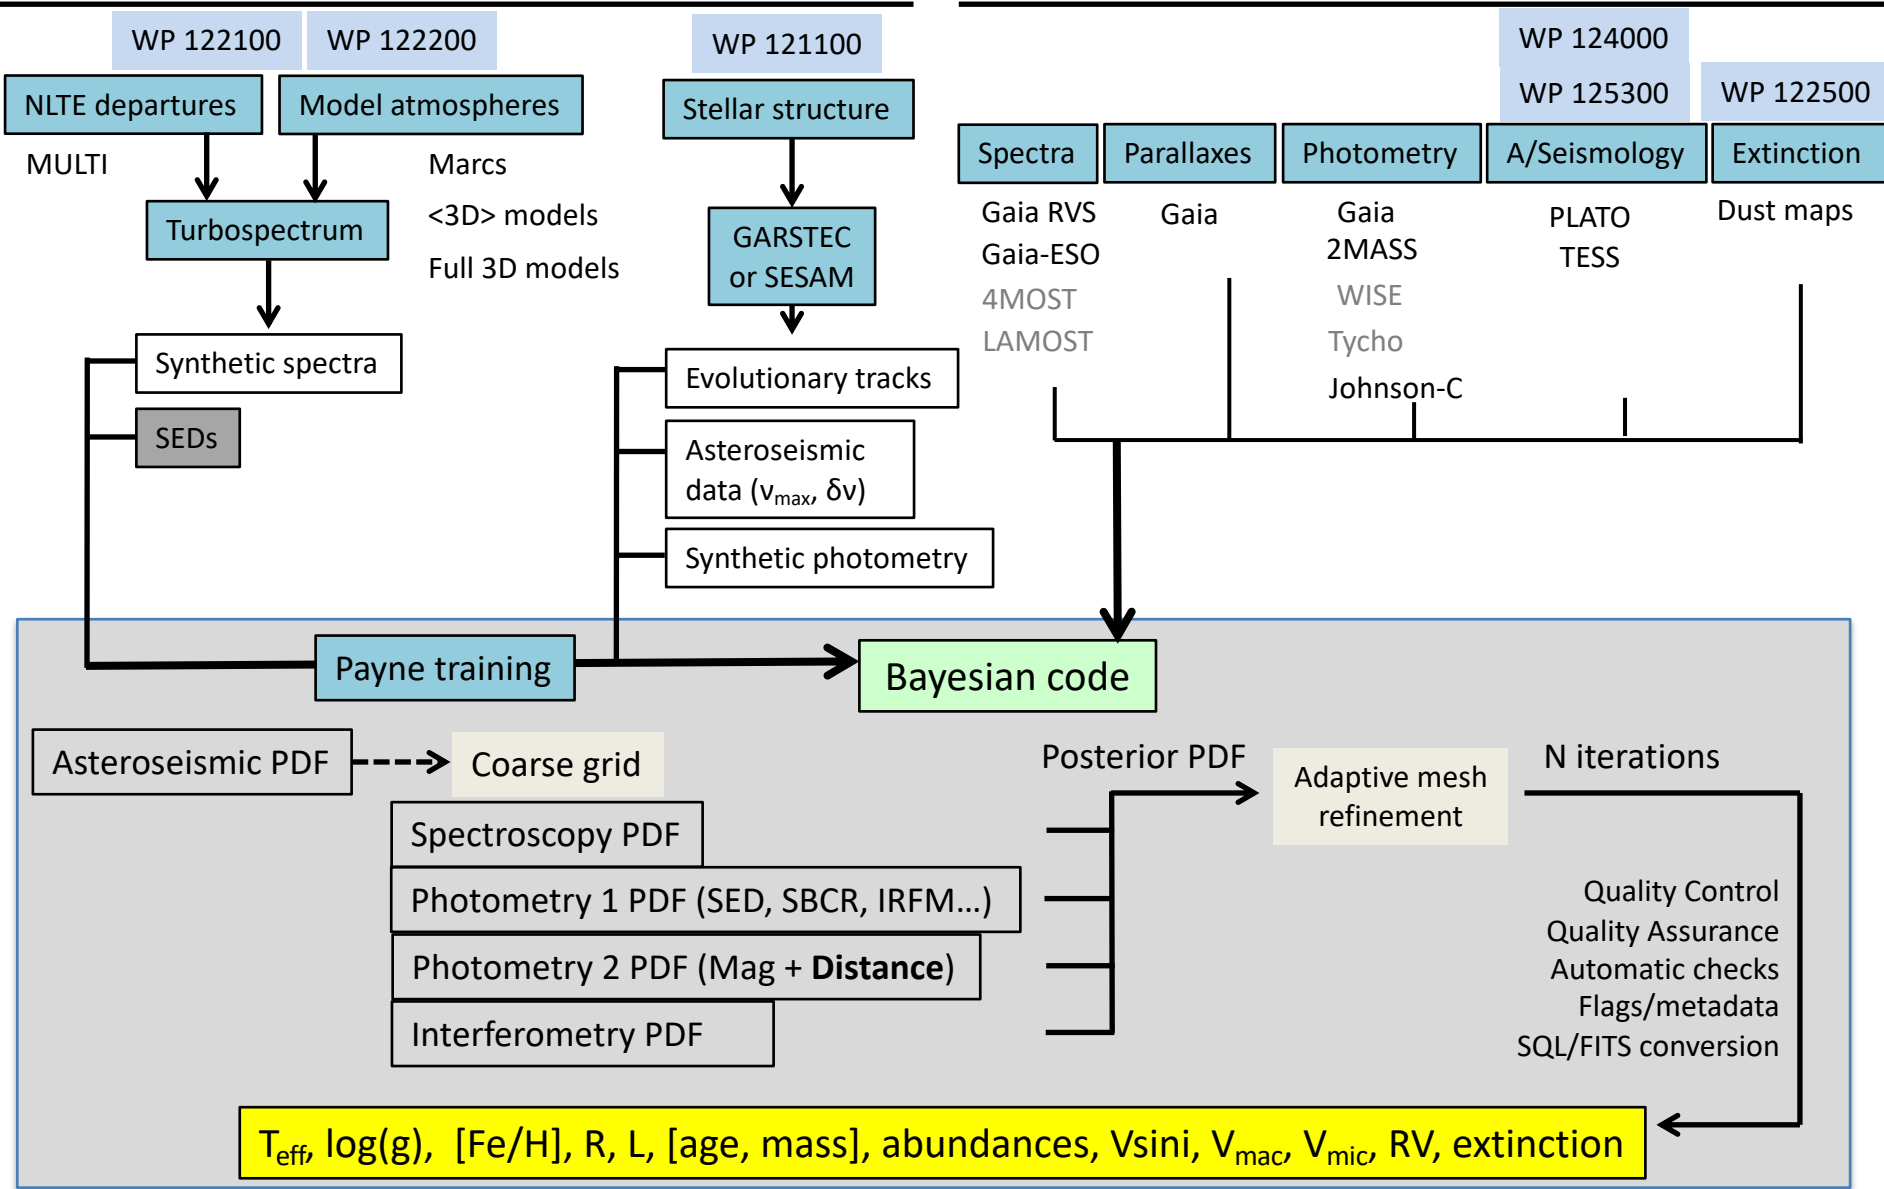 WP 122100
WP 122200
WP 121100
WP 124000
WP 125300
WP 122500
NLTE departures
Model atmospheres
Stellar structure
Spectra
Parallaxes
Photometry
A/Seismology
Extinction
MULTI
Marcs
<3D> models
Full 3D models
Turbospectrum
GARSTEC
or SESAM
Gaia RVS
Gaia-ESO
4MOST
LAMOST
Gaia
Gaia
2MASS
WISE
Tycho
Johnson-C
PLATO
TESS
Dust maps
Synthetic spectra
SEDs
Evolutionary tracks
Asteroseismic
data (νmax, δν)
Synthetic photometry
Payne training
Bayesian code
Asteroseismic PDF
Coarse grid
Spectroscopy PDF
Photometry 1 PDF (SED, SBCR, IRFM...)
Photometry 2 PDF (Mag + Distance)
Interferometry PDF
Posterior PDF
Adaptive mesh
refinement
N iterations
Quality Control
Quality Assurance
Automatic checks
Flags/metadata
SQL/FITS conversion
Teff, log(g), [Fe/H], R, L, [age, mass], abundances, Vsini, Vmac, Vmic, RV, extinction